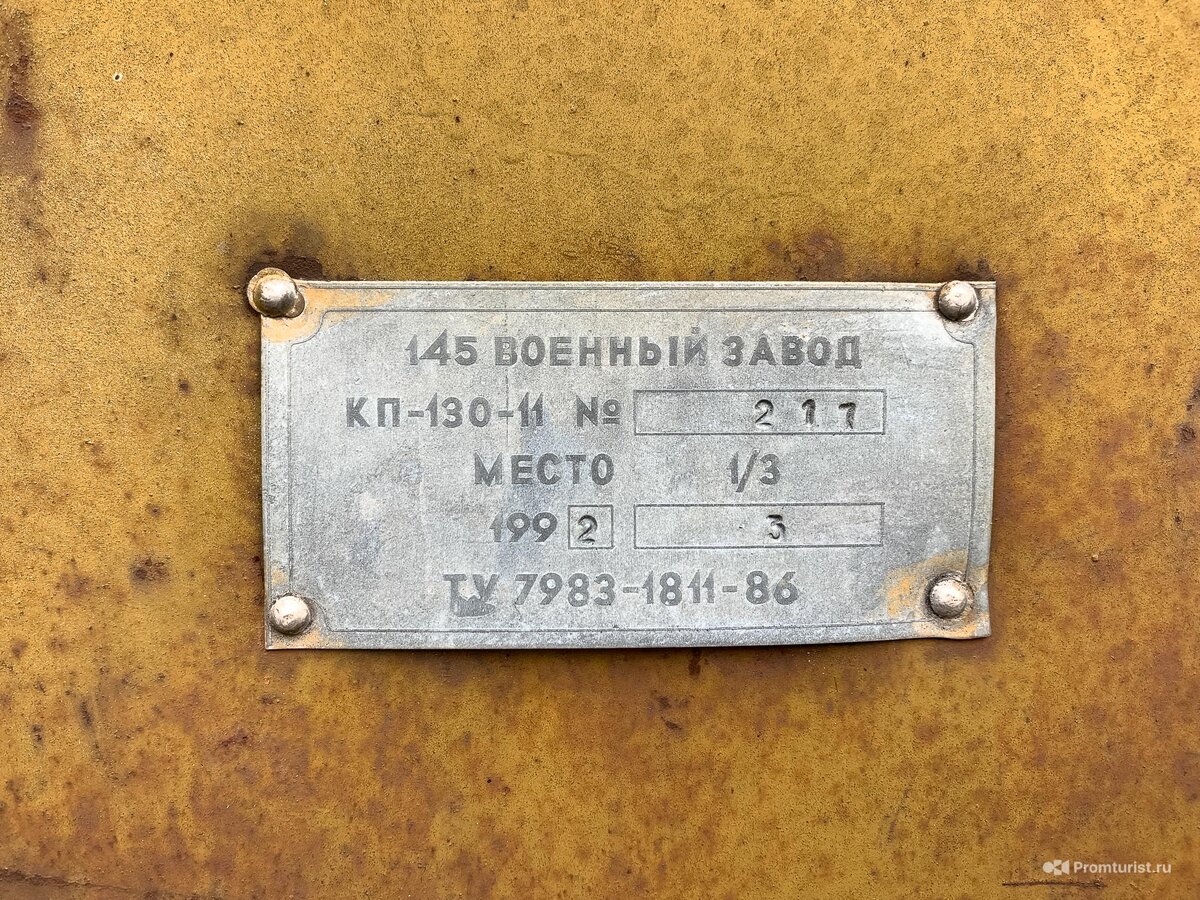 145 ВОЕННЫЙ ЗАВОД
КП-130-11 № 217
МЕСТО 1/3
1992 3
ТУ 7983-1811-86
Promturist.ru